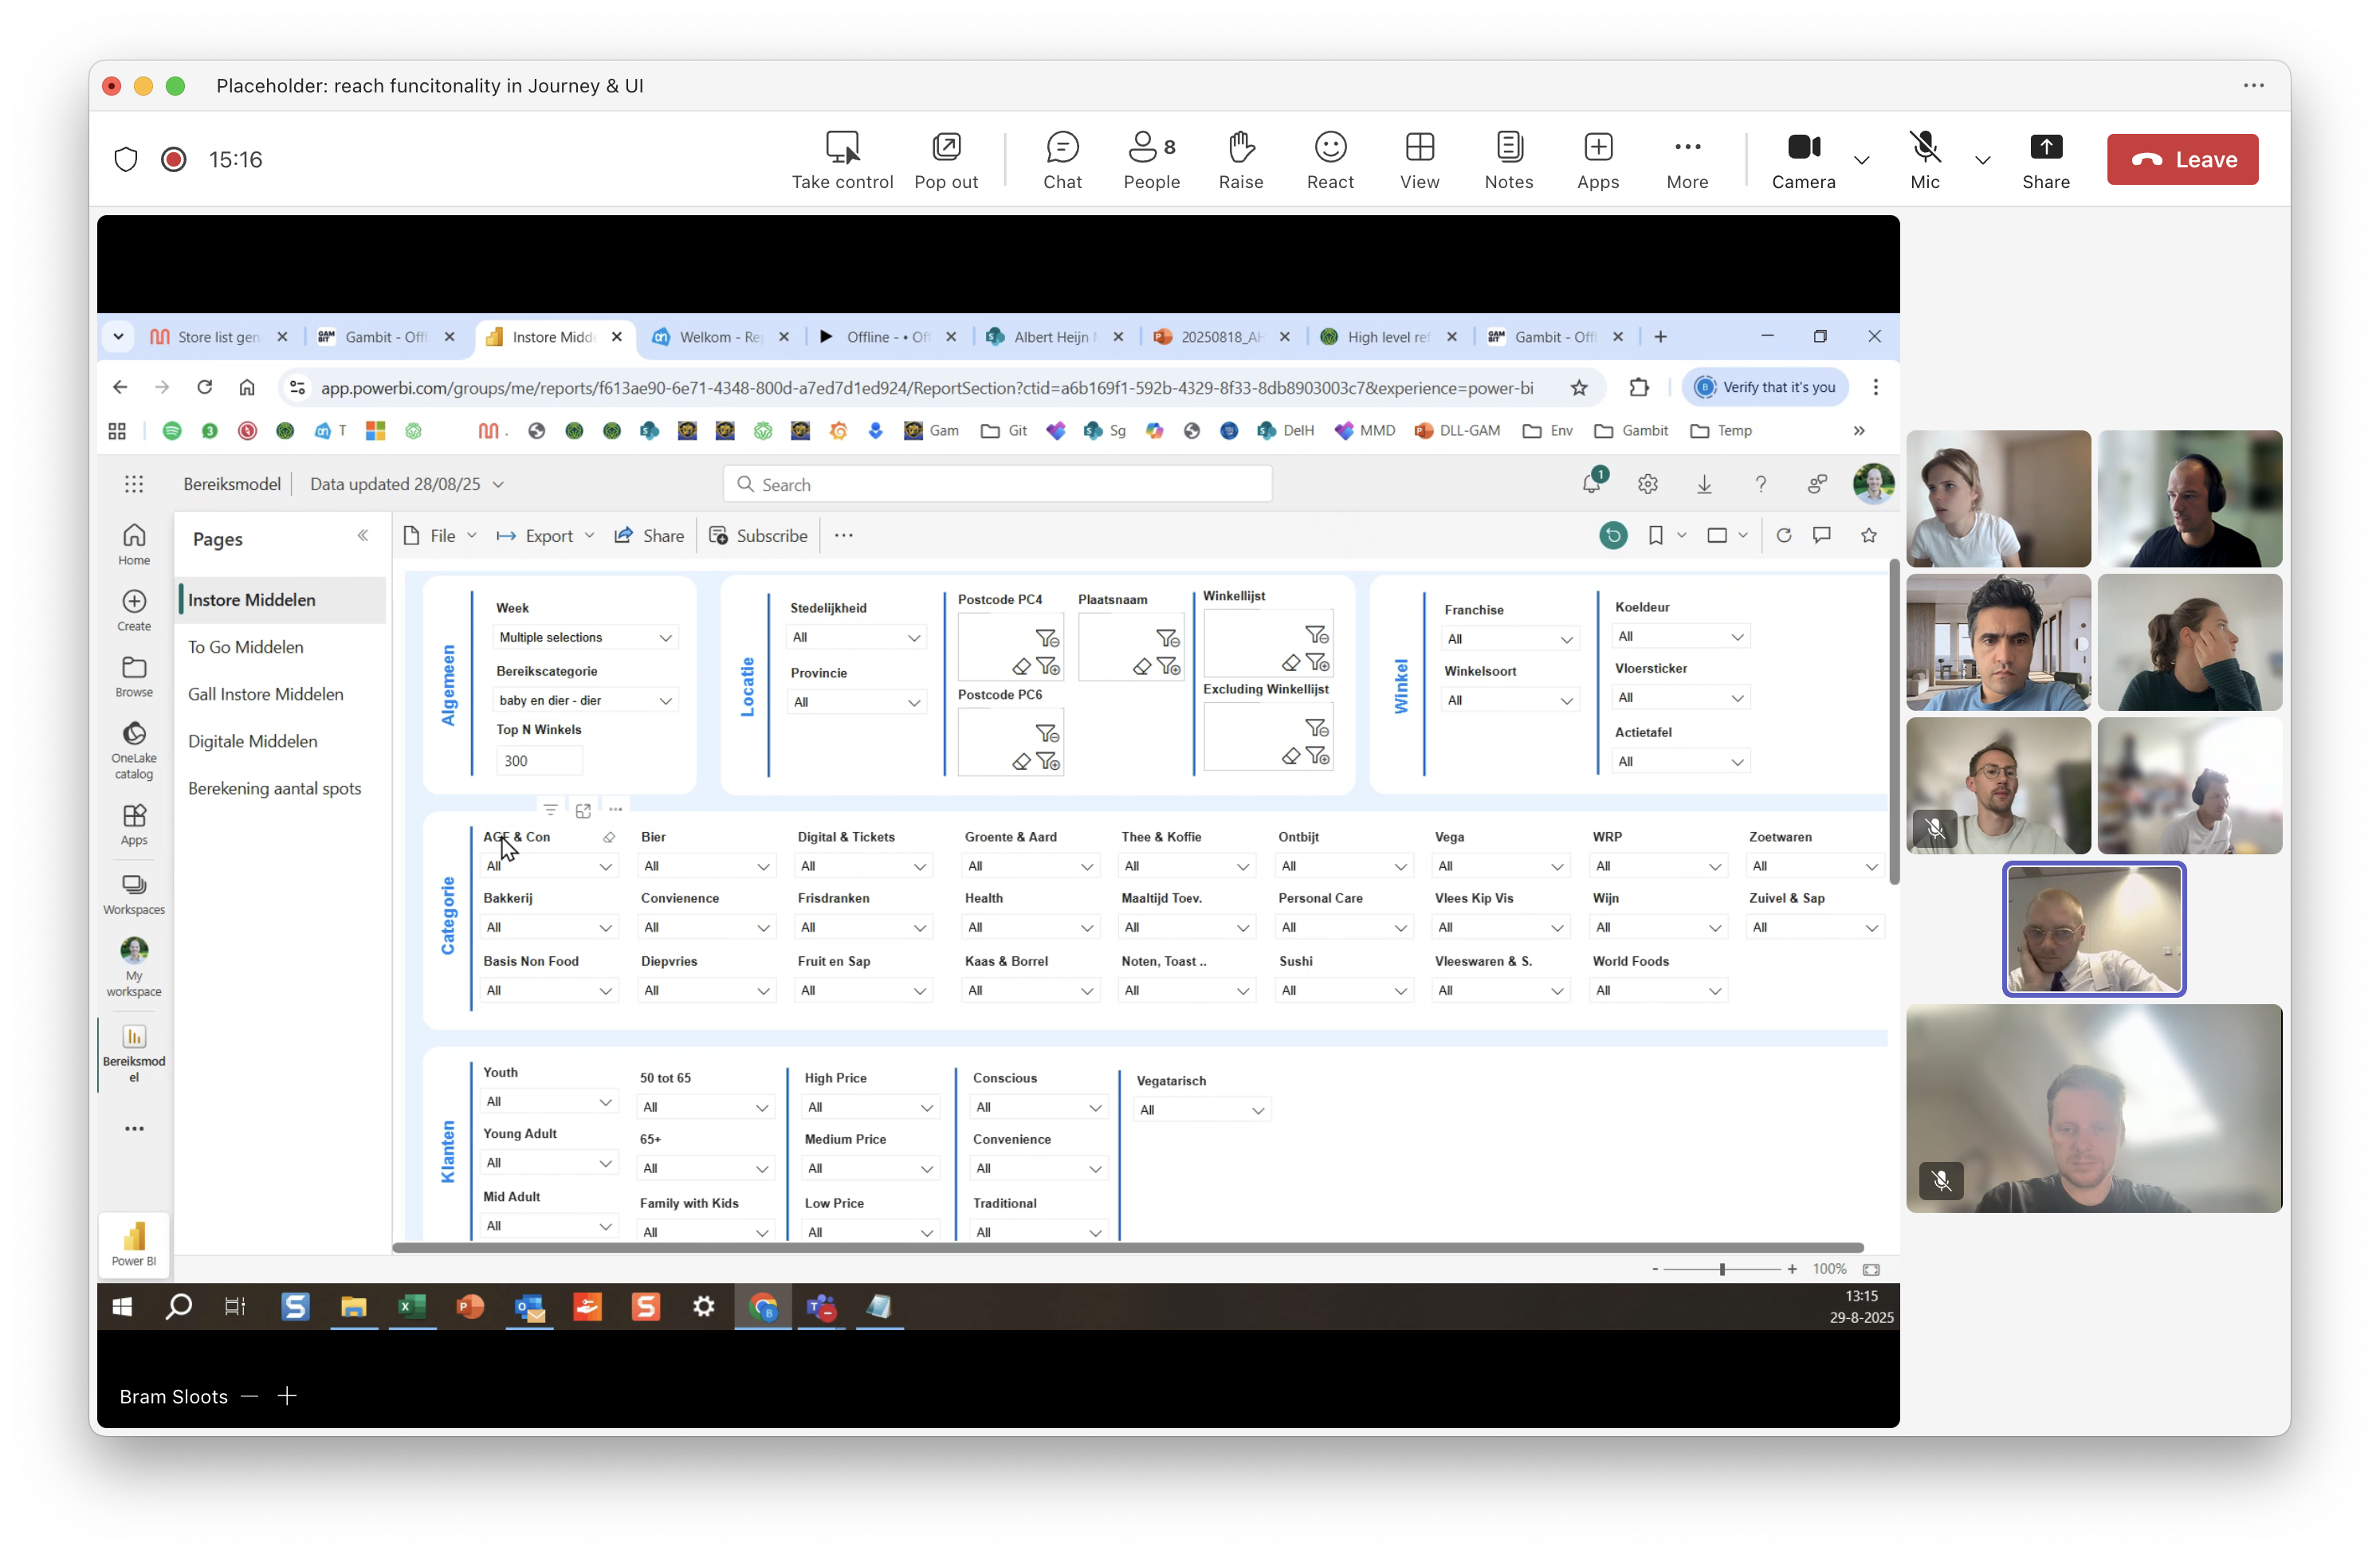 Placeholder: reach funcitonality in Journey & UI
15:16
Take control
Pop out
Chat
8
People
Raise
React
View
Notes
Apps
More
Camera
Mic
Share
Leave
Store list gen
Gambit - Offl
Instore Midde
Welkom - Rep
Offline - • Off
Albert Heijn
20250818_AH
High level ref
Gambit - Offl
app.powerbi.com/groups/me/reports/f613ae90-6e71-4348-800d-a7ed7d1ed924/ReportSection?ctid=a6b169f1-592b-4329-8f33-8db8903003c7&experience=power-bi
Verify that it's you
T
Gam
Git
Sg
DelH
MMD
DLL-GAM
Env
Gambit
Temp
Bereiksmodel
Data updated 28/08/25
Search
1
Home
Create
Browse
OneLake
catalog
Apps
Workspaces
My
workspace
Bereiksmod
el
Power BI
Pages
Instore Middelen
To Go Middelen
Gall Instore Middelen
Digitale Middelen
Berekening aantal spots
File
Export
Share
Subscribe
Algemeen
Week
Multiple selections
Bereikscategorie
baby en dier - dier
Top N Winkels
300
Locatie
Stedelijkheid
All
Provincie
All
Postcode PC4
Postcode PC6
Plaatsnaam
Winkellijst
Excluding Winkellijst
Winkel
Franchise
All
Winkelsoort
All
Koeldeur
All
Vloersticker
All
Actietafel
All
Categorie
AGF & Con
All
Bier
All
Digital & Tickets
All
Groente & Aard
All
Thee & Koffie
All
Ontbijt
All
Vega
All
WRP
All
Zoetwaren
All
Bakkerij
All
Convienence
All
Frisdranken
All
Health
All
Maaltijd Toev.
All
Personal Care
All
Vlees Kip Vis
All
Wijn
All
Zuivel & Sap
All
Basis Non Food
All
Diepvries
All
Fruit en Sap
All
Kaas & Borrel
All
Noten, Toast ..
All
Sushi
All
Vleeswaren & S.
All
World Foods
All
Klanten
Youth
All
50 tot 65
All
High Price
All
Conscious
All
Vegatarisch
All
Young Adult
All
65+
All
Medium Price
All
Convenience
All
Mid Adult
All
Family with Kids
All
Low Price
All
Traditional
All
100%
13:15
29-8-2025
Bram Sloots